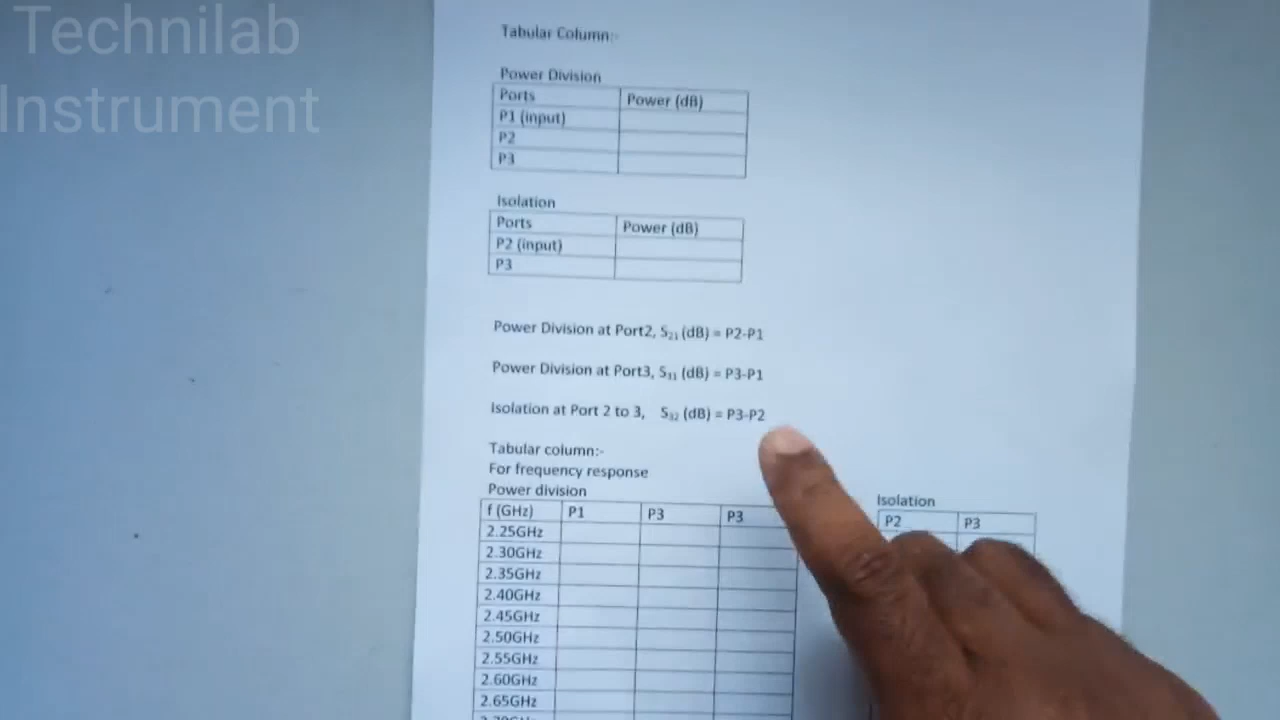 Technilab
Instrument
Tabular Column:-
Power Division
Ports Power (dB)
P1 (input)
P2
P3
Isolation
Ports Power (dB)
P2 (input)
P3
Power Division at Port2, S21 (dB) = P2-P1
Power Division at Port3, S31 (dB) = P3-P1
Isolation at Port 2 to 3, S32 (dB) = P3-P2
Tabular column:-
For frequency response
Power division
f (GHz) P1 P3 P3
2.25GHz
2.30GHz
2.35GHz
2.40GHz
2.45GHz
2.50GHz
2.55GHz
2.60GHz
2.65GHz
Isolation
P2 P3